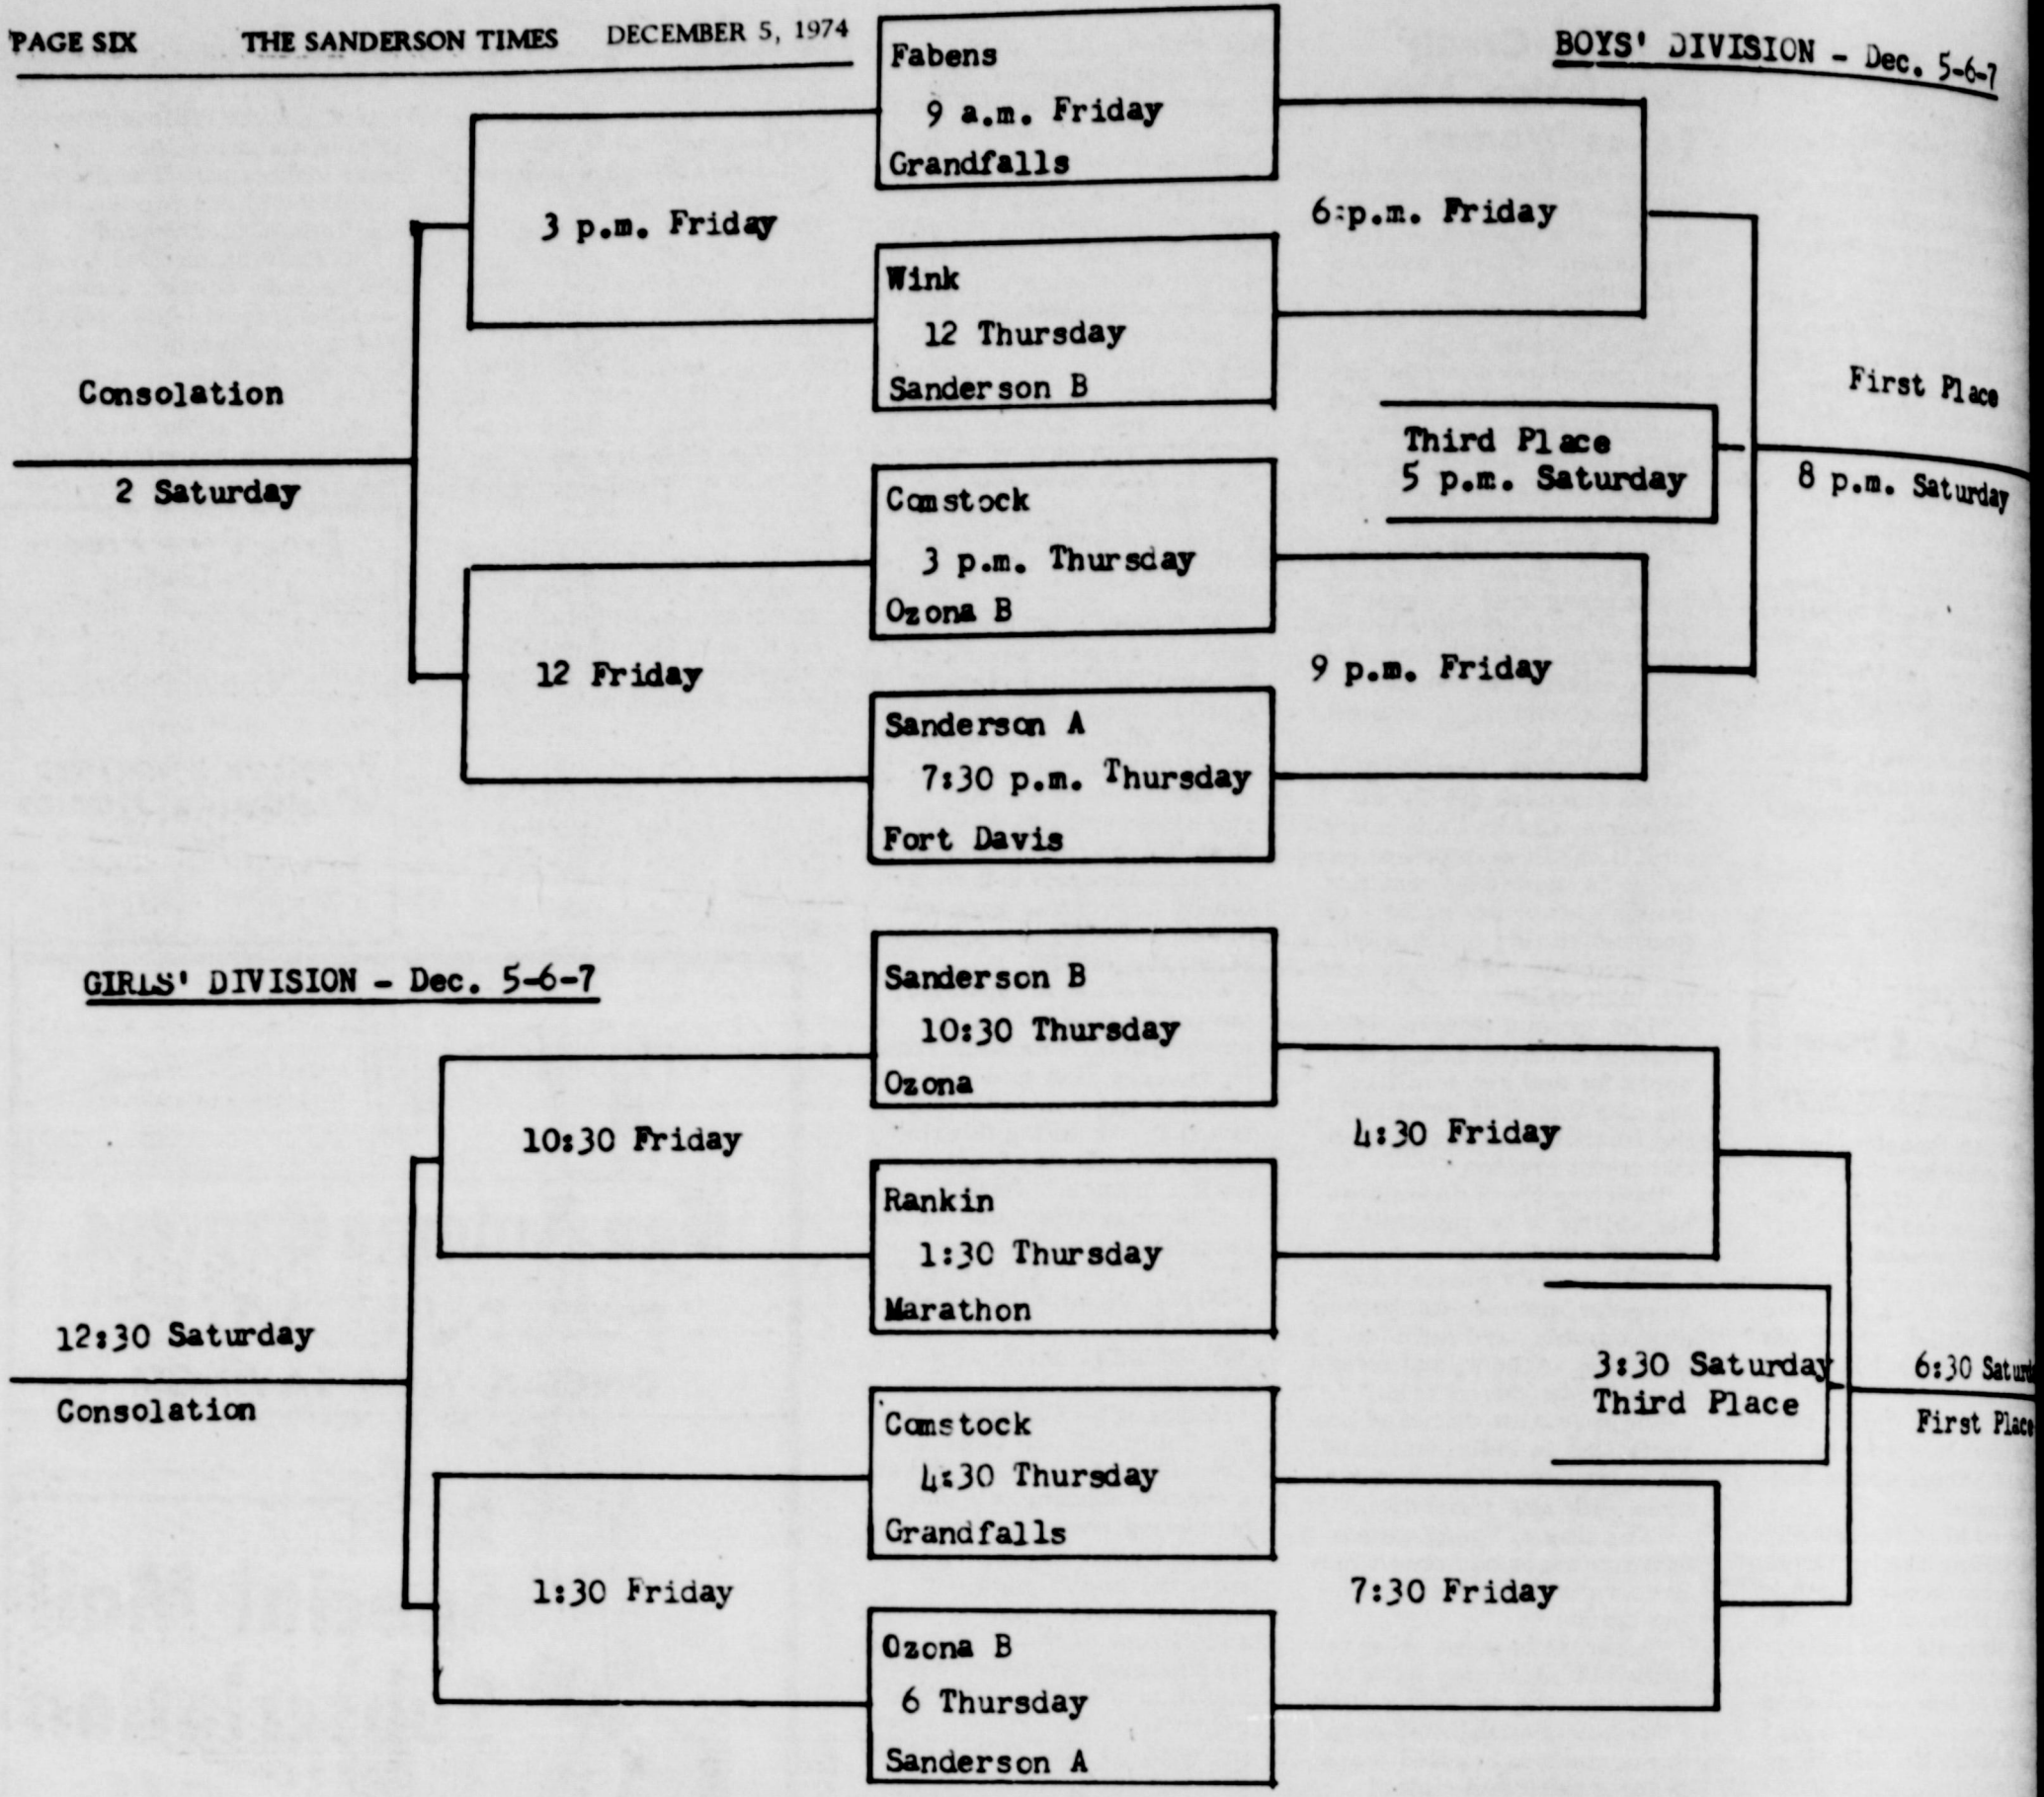 PAGE SIX THE SANDERSON TIMES DECEMBER 5, 1974
BOYS' DIVISION - Dec. 5-6-7
Fabens
9 a.m. Friday
Grandfalls
3 p.m. Friday
6:p.m. Friday
Wink
12 Thursday
Sanderson B
Consolation
2 Saturday
First Place
8 p.m. Saturday
Third Place
5 p.m. Saturday
Comstock
3 p.m. Thursday
Ozona B
12 Friday
9 p.m. Friday
Sanderson A
7:30 p.m. Thursday
Fort Davis
GIRLS' DIVISION - Dec. 5-6-7
Sanderson B
10:30 Thursday
Ozona
10:30 Friday
4:30 Friday
Rankin
1:30 Thursday
Marathon
12:30 Saturday
Consolation
3:30 Saturday
Third Place
6:30 Saturd
First Place
Comstock
4:30 Thursday
Grandfalls
1:30 Friday
7:30 Friday
Ozona B
6 Thursday
Sanderson A